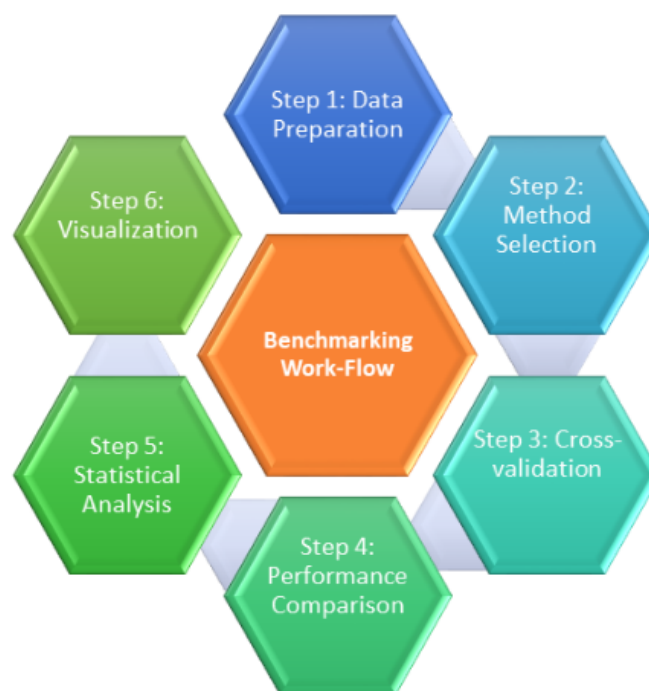 Step 1: Data
Preparation
Step 2:
Method
Selection
Step 3: Cross-
validation
Step 4:
Performance
Comparison
Step 5:
Statistical
Analysis
Step 6:
Visualization
Benchmarking
Work-Flow